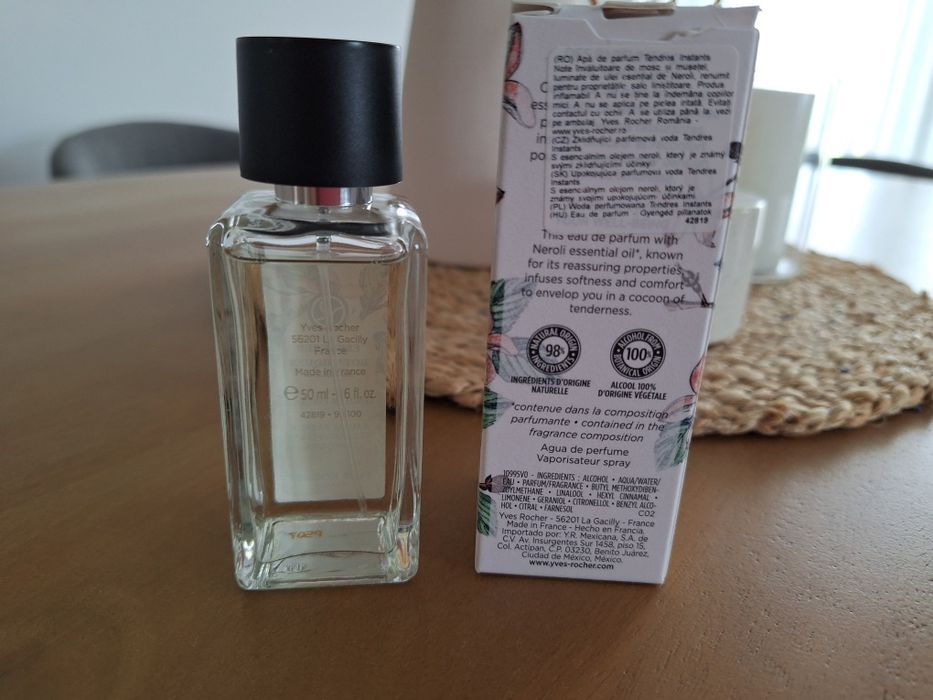 Yves Rocher
56201 La Gacilly
France
Made in France
℮ 50 ml - 6 fl. oz.
42819 -
(RO) Apă de parfum Tendres Instants
Note învăluitoare de mosc și mușețel,
luminate de ulei esențial de Neroli, renumit
pentru proprietățile sale liniștitoare. Produs
inflamabil A nu se ține la îndemâna copiilor
mici. A nu se aplica pe pielea iritată. Evitați
contactul cu ochii. A se utiliza până la: vezi
pe ambalaj. Yves Rocher România -
www.yves-rocher.ro
(CZ) Zklidňující parfémová voda Tendres
Instants
S esenciálním olejem neroli, který je známý
svými zklidňujícími účinky.
(SK) Upokojujúca parfumová voda Tendres
Instants
S esenciálnym olejom neroli, ktorý je
známy svojimi upokojujúcim účinkami.
(PL) Woda perfumowana Tendres Instants
(HU) Eau de parfum - Gyengéd pillanatok
42819
This eau de parfum with
Neroli essential oil*, known
for its reassuring properties,
infuses softness and comfort
to envelop you in a cocoon of
tenderness.
NATURAL ORIGIN
98%
INGREDIENTS
ALCOHOL FROM
100%
BOTANICAL ORIGIN
INGRÉDIENTS D'ORIGINE
NATURELLE
ALCOOL 100%
D'ORIGINE VÉGÉTALE
*contenue dans la composition
parfumante • contained in the
fragrance composition
Agua de perfume
Vaporisateur spray
10995V0 - INGREDIENTS : ALCOHOL • AQUA/WATER/
EAU • PARFUM/FRAGRANCE • BUTYL METHOXYDIBEN-
ZOYLMETHANE • LINALOOL • HEXYL CINNAMAL •
LIMONENE • GERANIOL • CITRONELLOL • BENZYL ALCO-
HOL • CITRAL • FARNESOL
C02
Yves Rocher - 56201 La Gacilly - France
Made in France - Hecho en Francia.
Importado por: Y.R. Mexicana, S.A. de
C.V. Av. Insurgentes Sur 1458, piso 15,
Col. Actipan, C.P. 03230, Benito Juárez,
Ciudad de México, México.
www.yves-rocher.com